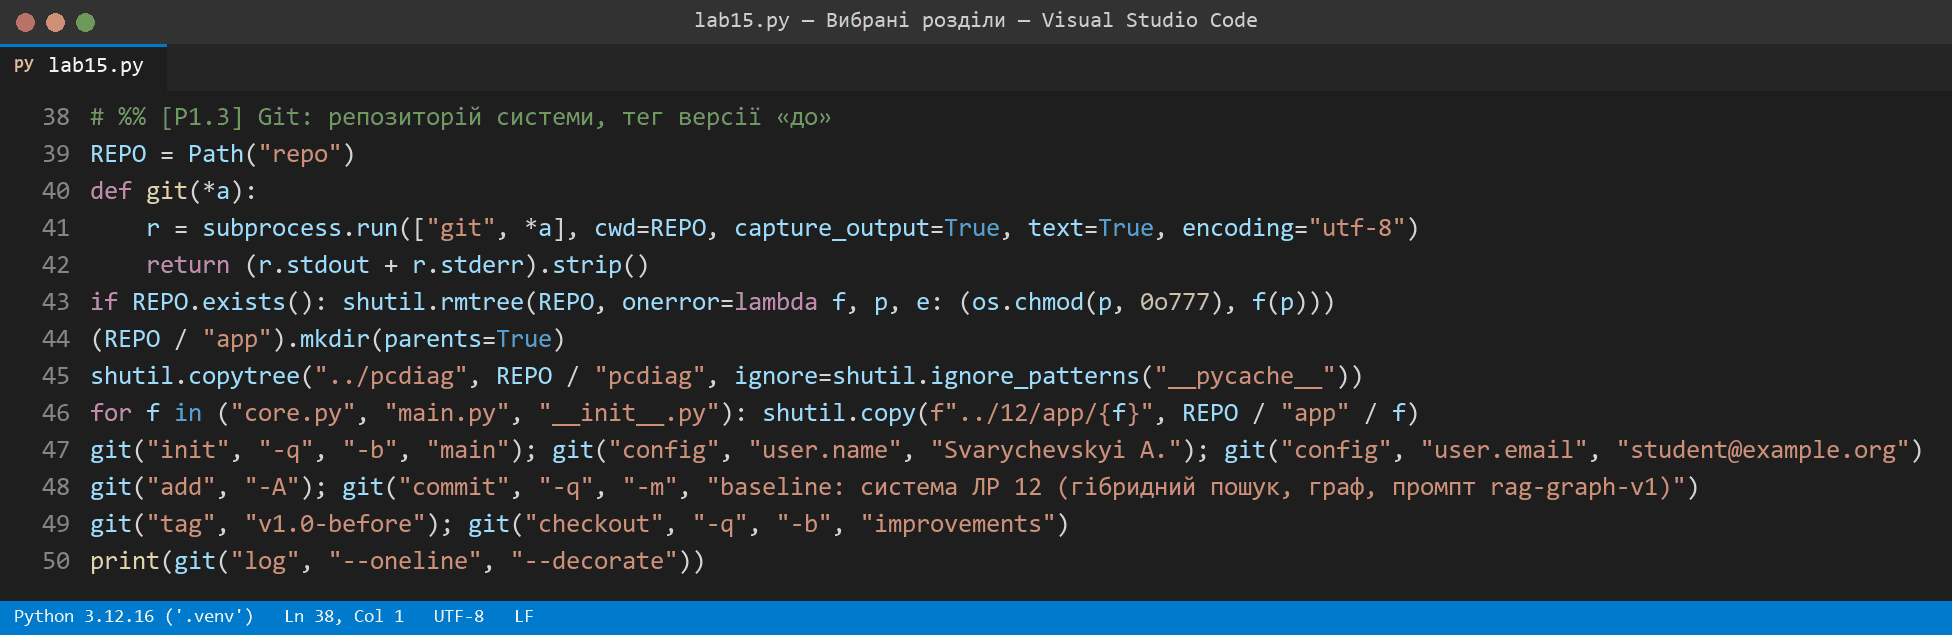 lab15.py — Вибрані розділи — Visual Studio Code
py lab15.py
38 # %% [P1.3] Git: репозиторій системи, тег версії «до»
39 REPO = Path("repo")
40 def git(*a):
41     r = subprocess.run(["git", *a], cwd=REPO, capture_output=True, text=True, encoding="utf-8")
42     return (r.stdout + r.stderr).strip()
43 if REPO.exists(): shutil.rmtree(REPO, onerror=lambda f, p, e: (os.chmod(p, 0o777), f(p)))
44 (REPO / "app").mkdir(parents=True)
45 shutil.copytree("../pcdiag", REPO / "pcdiag", ignore=shutil.ignore_patterns("__pycache__"))
46 for f in ("core.py", "main.py", "__init__.py"): shutil.copy(f"../12/app/{f}", REPO / "app" / f)
47 git("init", "-q", "-b", "main"); git("config", "user.name", "Svarychevskyi A."); git("config", "user.email", "student@example.org")
48 git("add", "-A"); git("commit", "-q", "-m", "baseline: система ЛР 12 (гібридний пошук, граф, промпт rag-graph-v1)")
49 git("tag", "v1.0-before"); git("checkout", "-q", "-b", "improvements")
50 print(git("log", "--oneline", "--decorate"))
Python 3.12.16 ('.venv') Ln 38, Col 1 UTF-8 LF